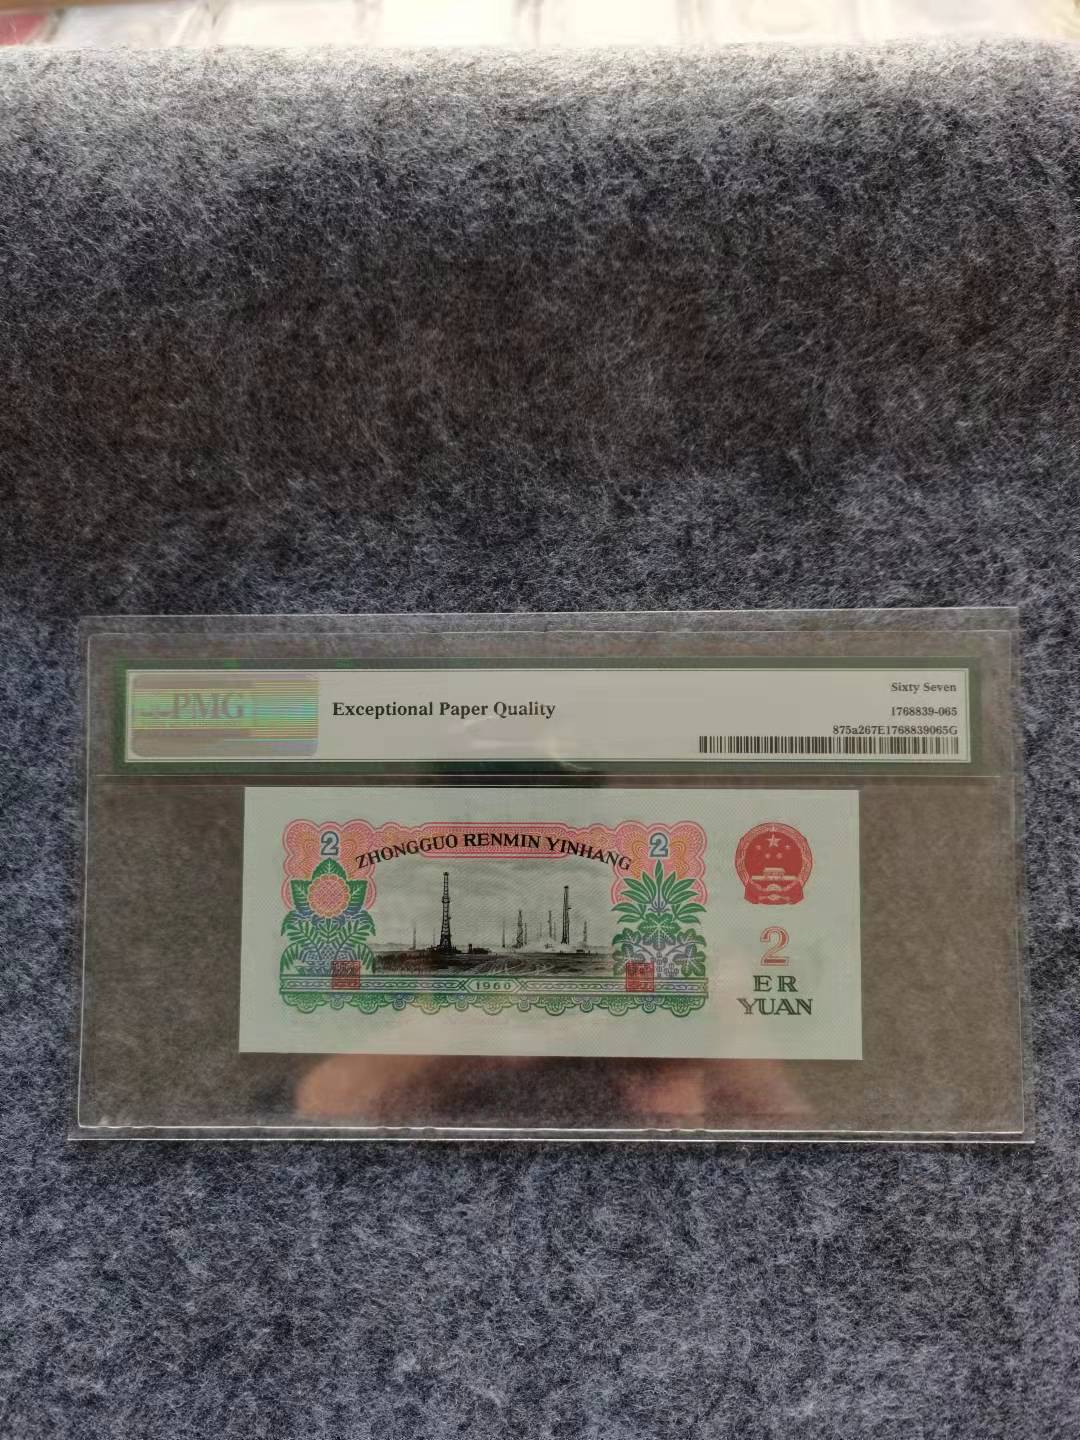 PMG
Exceptional Paper Quality
Sixty Seven
1768839-065
875a267E1768839065G
2
2
ZHONGGUO RENMIN YINHANG
1960
2
ER
YUAN